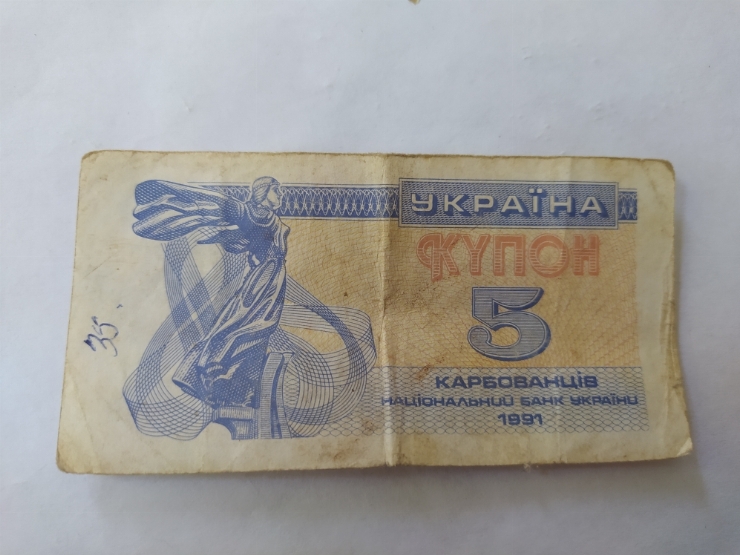 УКРАЇНА
КУПОН
5
КАРБОВАНЦІВ
НАЦІОНАЛЬНИЙ БАНК УКРАЇНИ
1991
35.